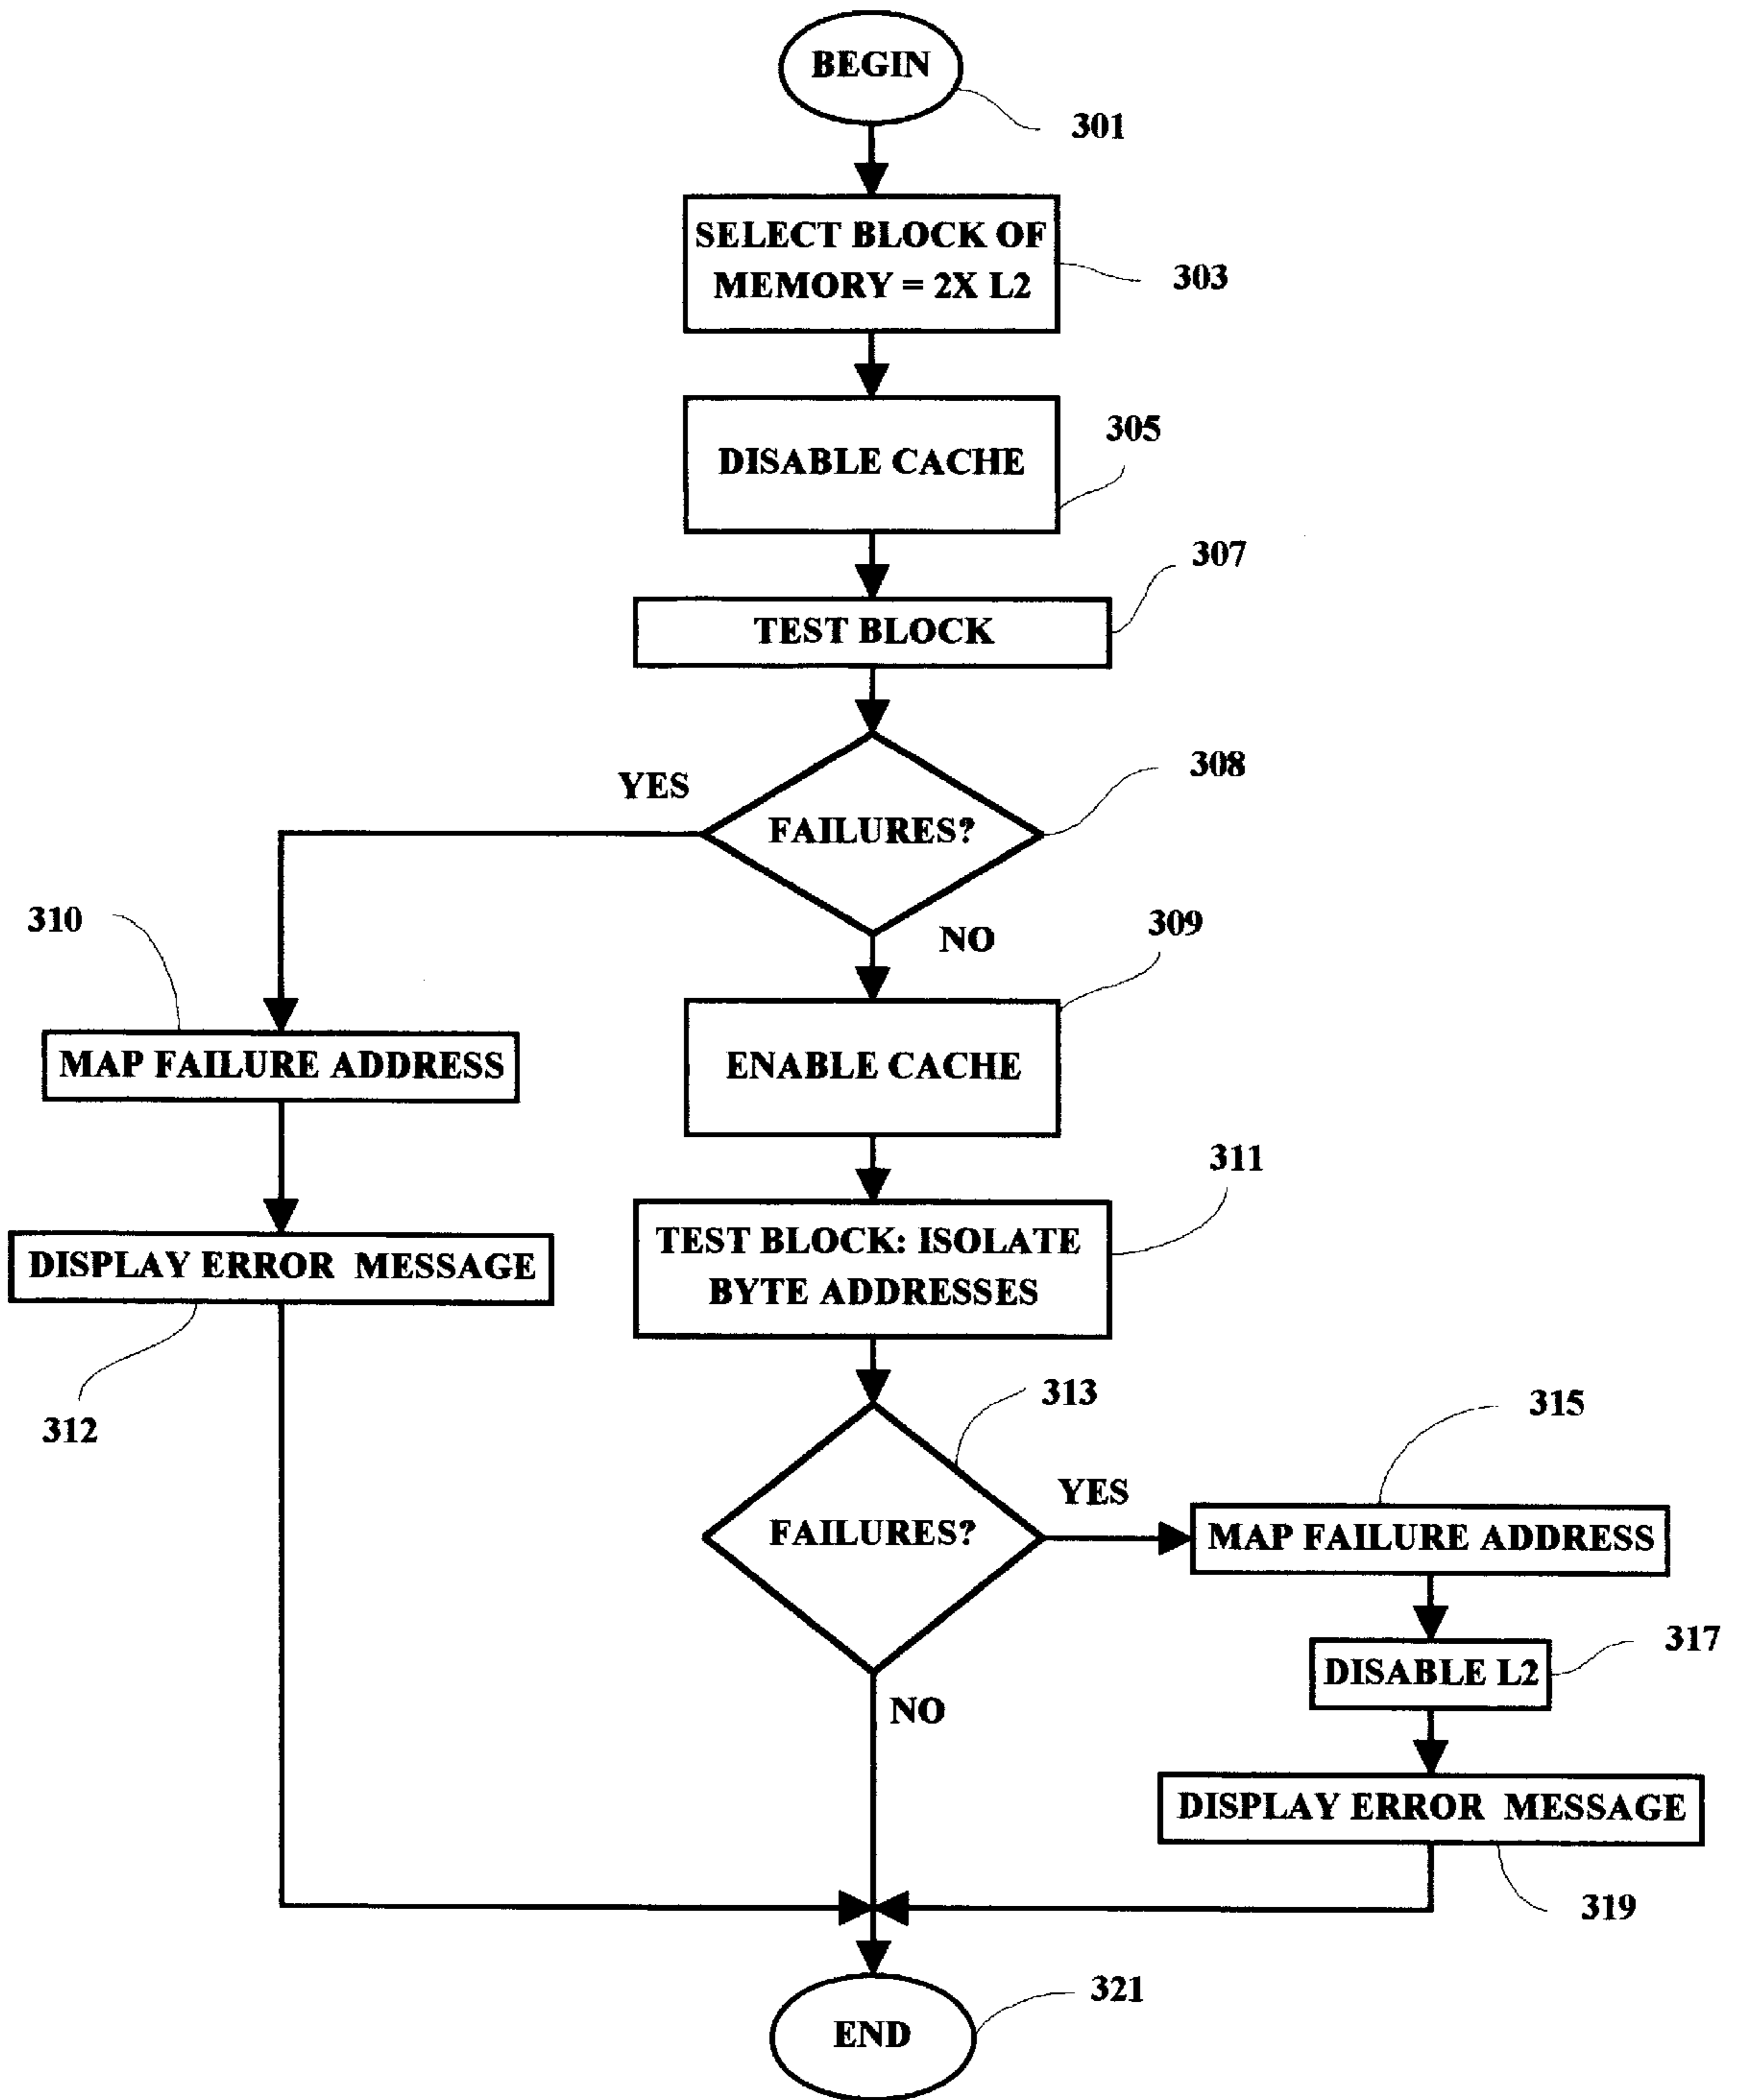 BEGIN
301
SELECT BLOCK OF
MEMORY = 2X L2
303
DISABLE CACHE
305
307
TEST BLOCK
308
YES
FAILURES?
NO
310
309
MAP FAILURE ADDRESS
ENABLE CACHE
311
DISPLAY ERROR MESSAGE
312
TEST BLOCK: ISOLATE
BYTE ADDRESSES
313
315
YES
FAILURES?
MAP FAILURE ADDRESS
317
DISABLE L2
NO
DISPLAY ERROR MESSAGE
319
321
END